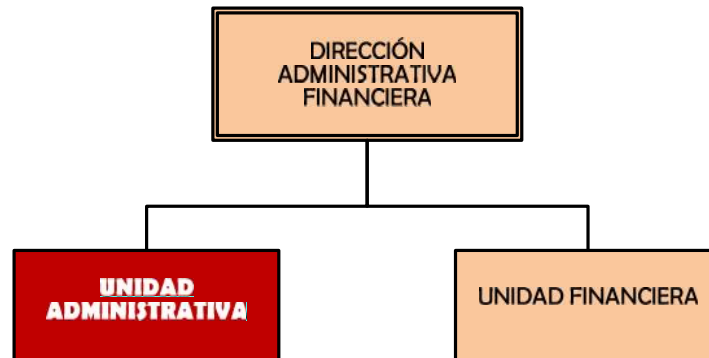 DIRECCIÓN
ADMINISTRATIVA
FINANCIERA
UNIDAD
ADMINISTRATIVA
UNIDAD FINANCIERA